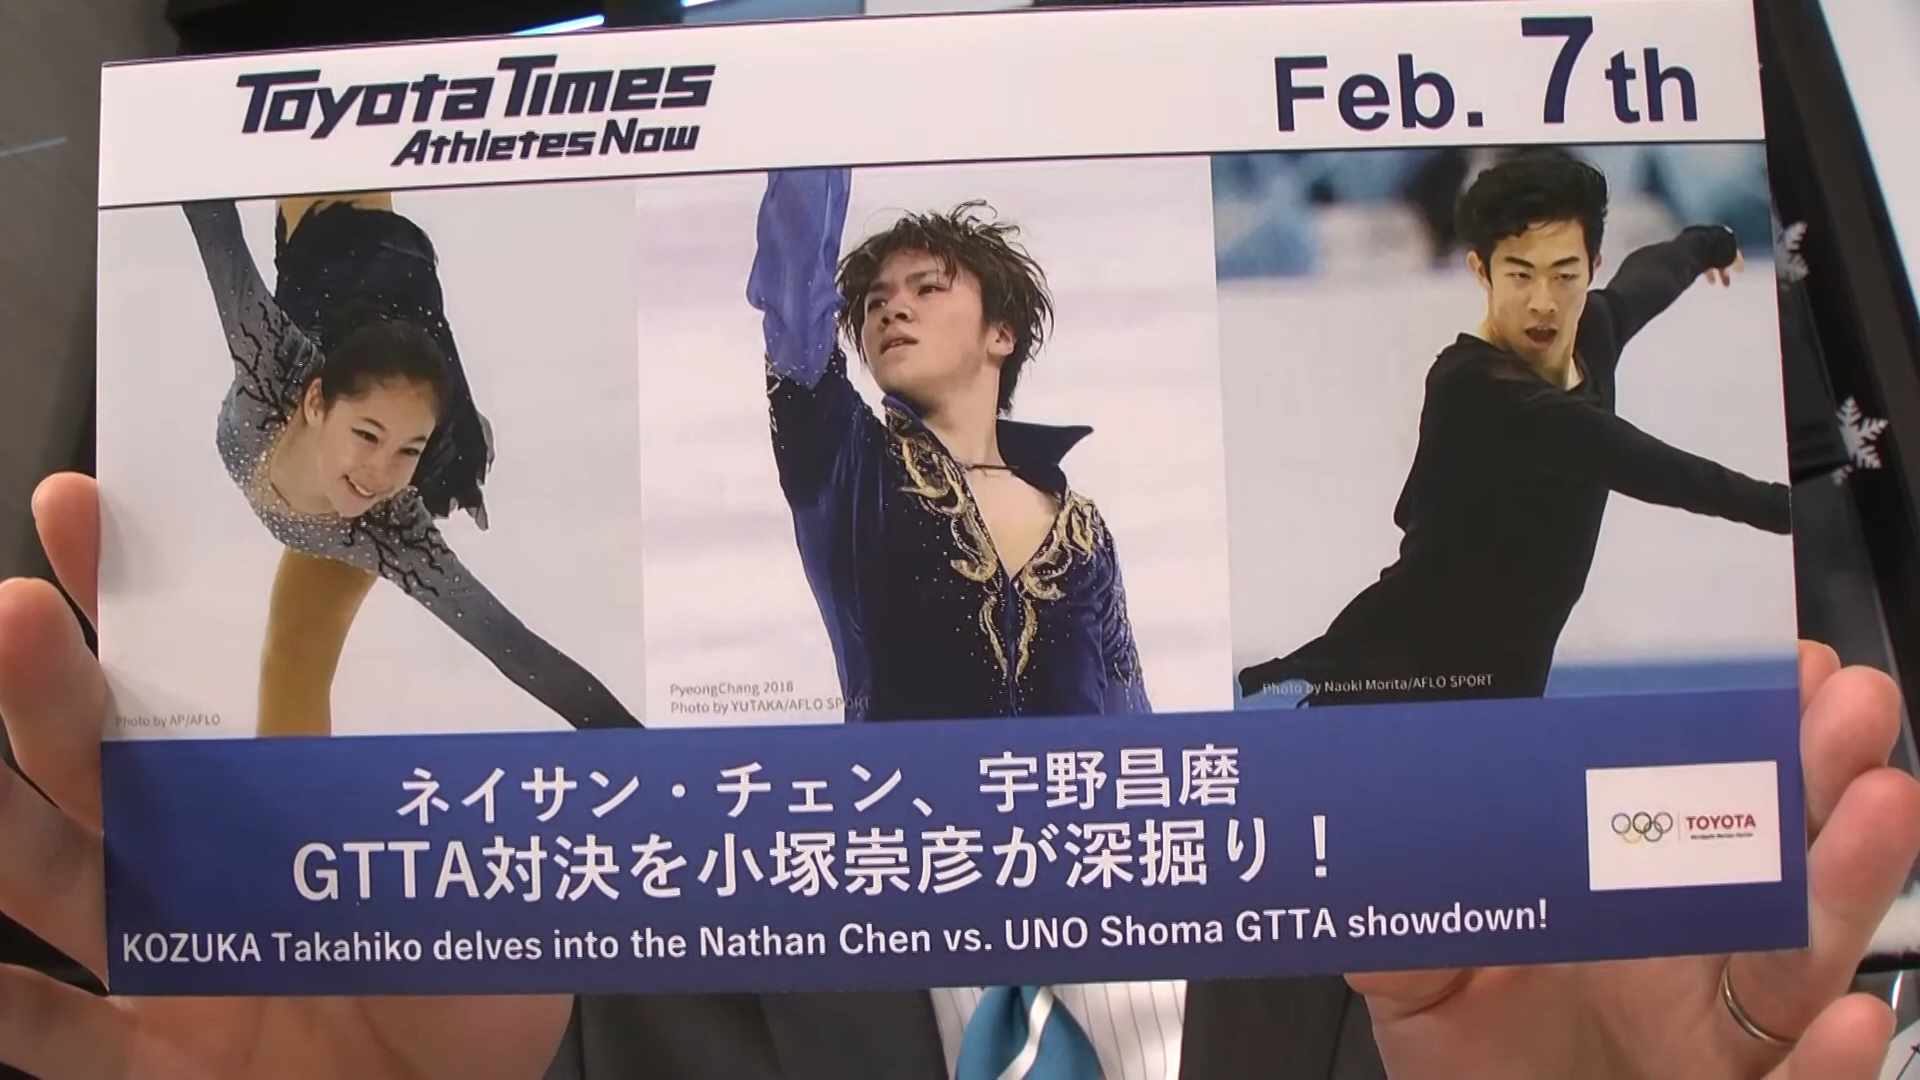 Toyota Times
Athletes Now
Feb. 7th
PyeongChang 2018
Photo by YUTAKA/AFLO SPORT
Photo by Naoki Morita/AFLO SPORT
Photo by AP/AFLO
ネイサン・チェン、宇野昌磨
GTTA対決を小塚崇彦が深掘り！
TOYOTA
KOZUKA Takahiko delves into the Nathan Chen vs. UNO Shoma GTTA showdown!